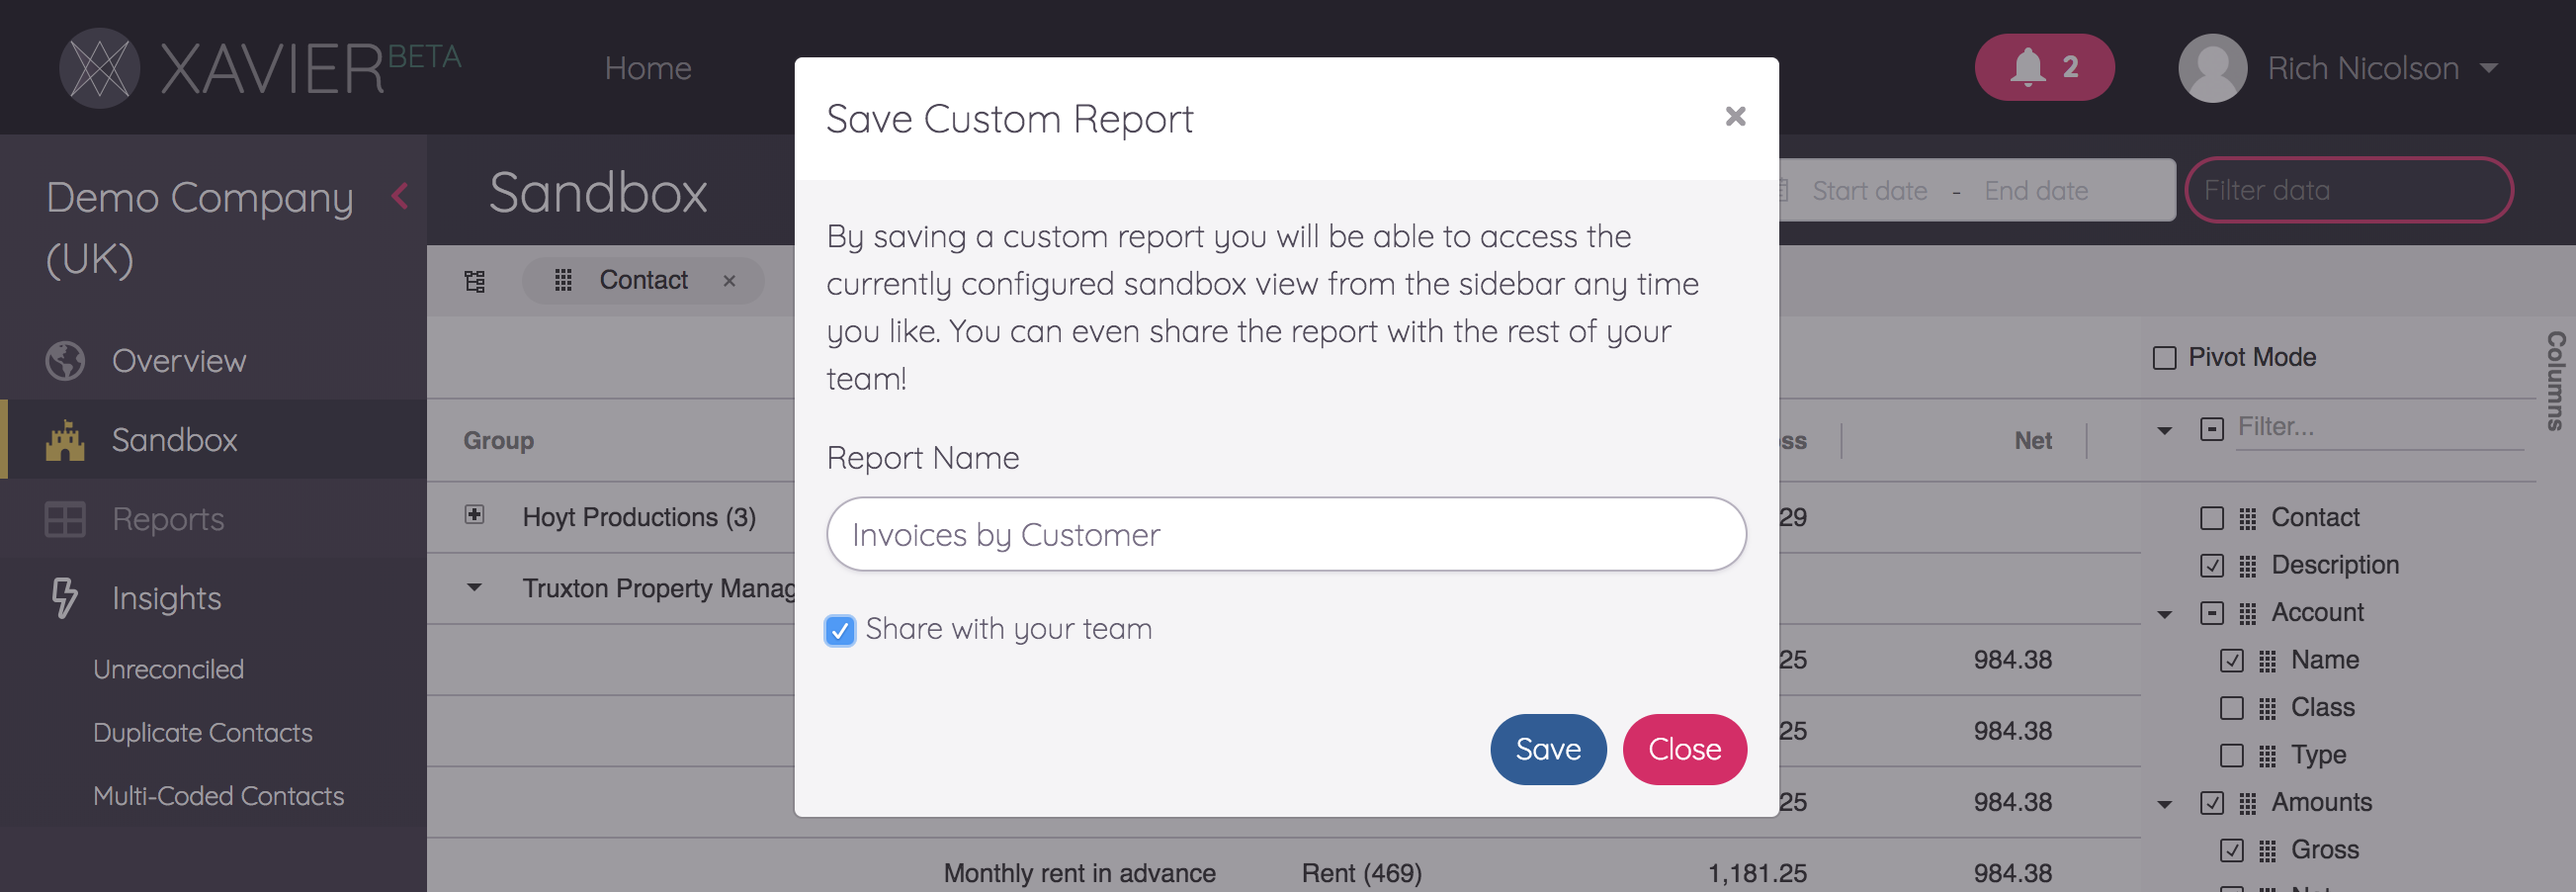 XAVIER BETA
Home
2
Rich Nicolson
Demo Company
(UK)
Overview
Sandbox
Reports
Insights
Unreconciled
Duplicate Contacts
Multi-Coded Contacts
Sandbox
Start date - End date
Filter data
Contact ×
Group
Net
Hoyt Productions (3)
29
Truxton Property Manag
25 984.38
25 984.38
25 984.38
Monthly rent in advance Rent (469) 1,181.25 984.38
Save Custom Report
×
By saving a custom report you will be able to access the
currently configured sandbox view from the sidebar any time
you like. You can even share the report with the rest of your
team!
Report Name
Invoices by Customer
Share with your team
Save Close
Pivot Mode
Columns
Filter...
Contact
Description
Account
Name
Class
Type
Amounts
Gross